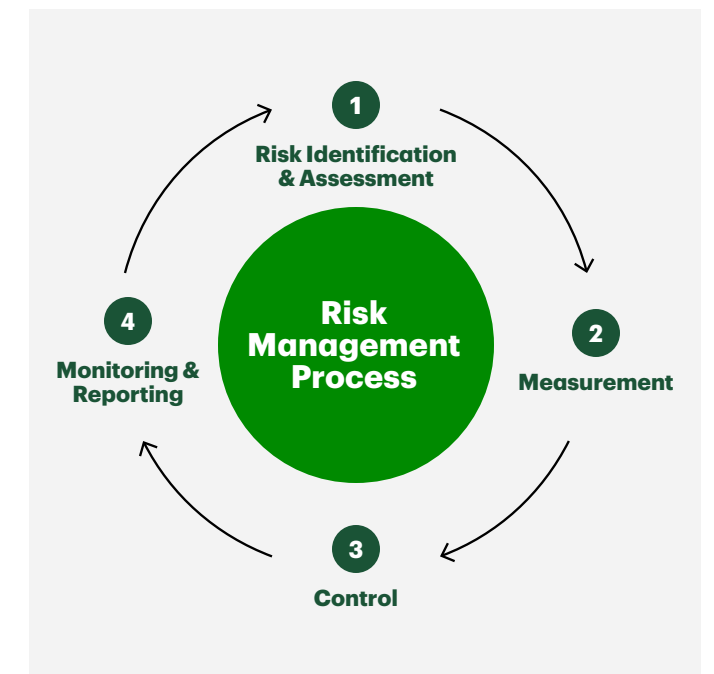 1
Risk Identification
& Assessment
Risk
Management
Process
2
Measurement
3
Control
4
Monitoring &
Reporting